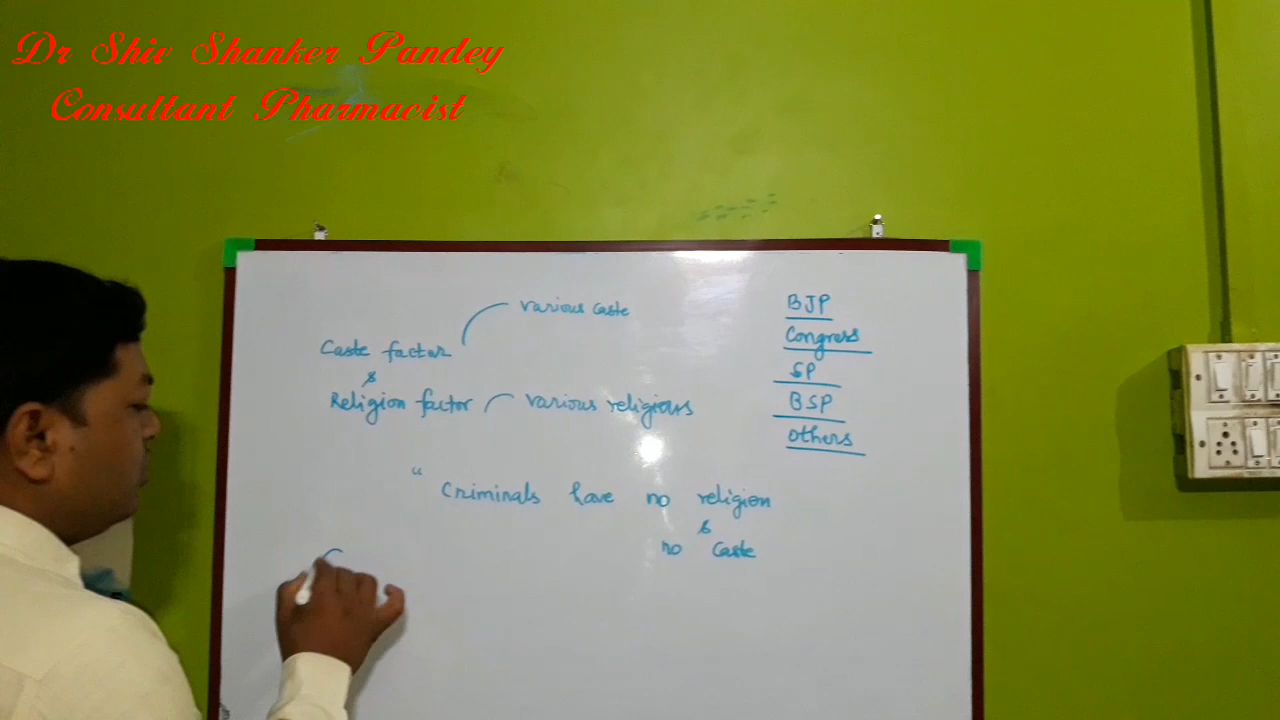 Dr Shiv Shanker Pandey
Consultant Pharmacist
various caste
Caste factor
&
Religion factor
various religions
BJP
Congress
SP
BSP
Others
" Criminals have no religion
&
no caste
C